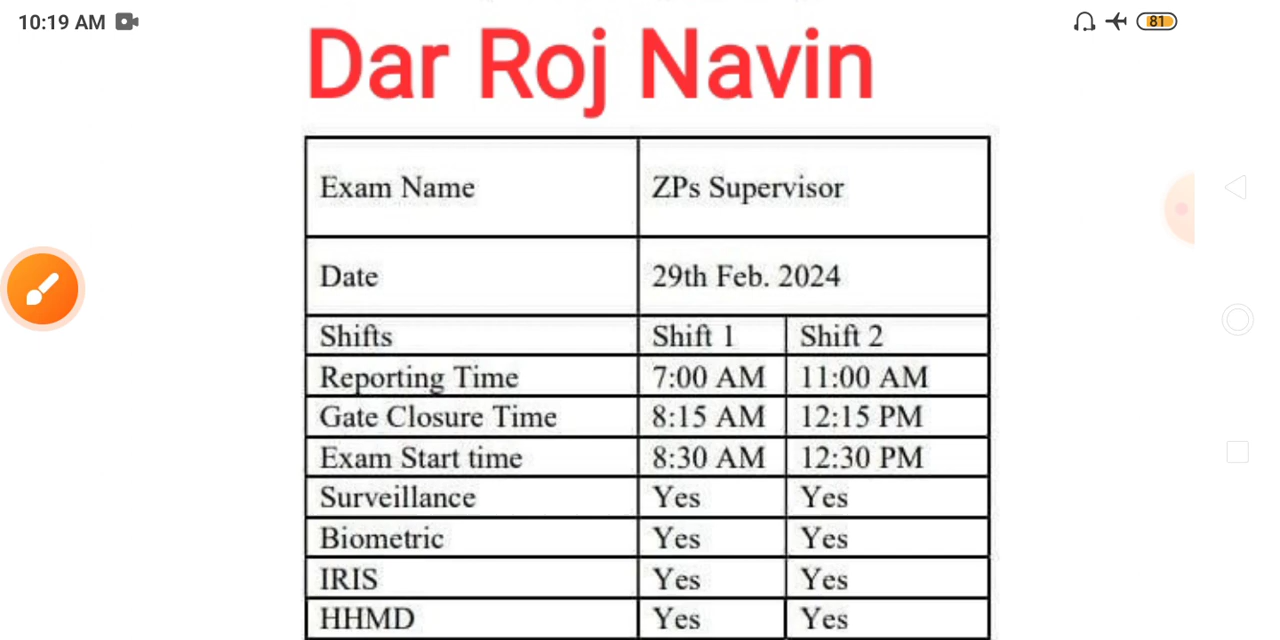 10:19 AM
81
Dar Roj Navin
Exam Name ZPs Supervisor
Date 29th Feb. 2024
Shifts Shift 1 Shift 2
Reporting Time 7:00 AM 11:00 AM
Gate Closure Time 8:15 AM 12:15 PM
Exam Start time 8:30 AM 12:30 PM
Surveillance Yes Yes
Biometric Yes Yes
IRIS Yes Yes
HHMD Yes Yes